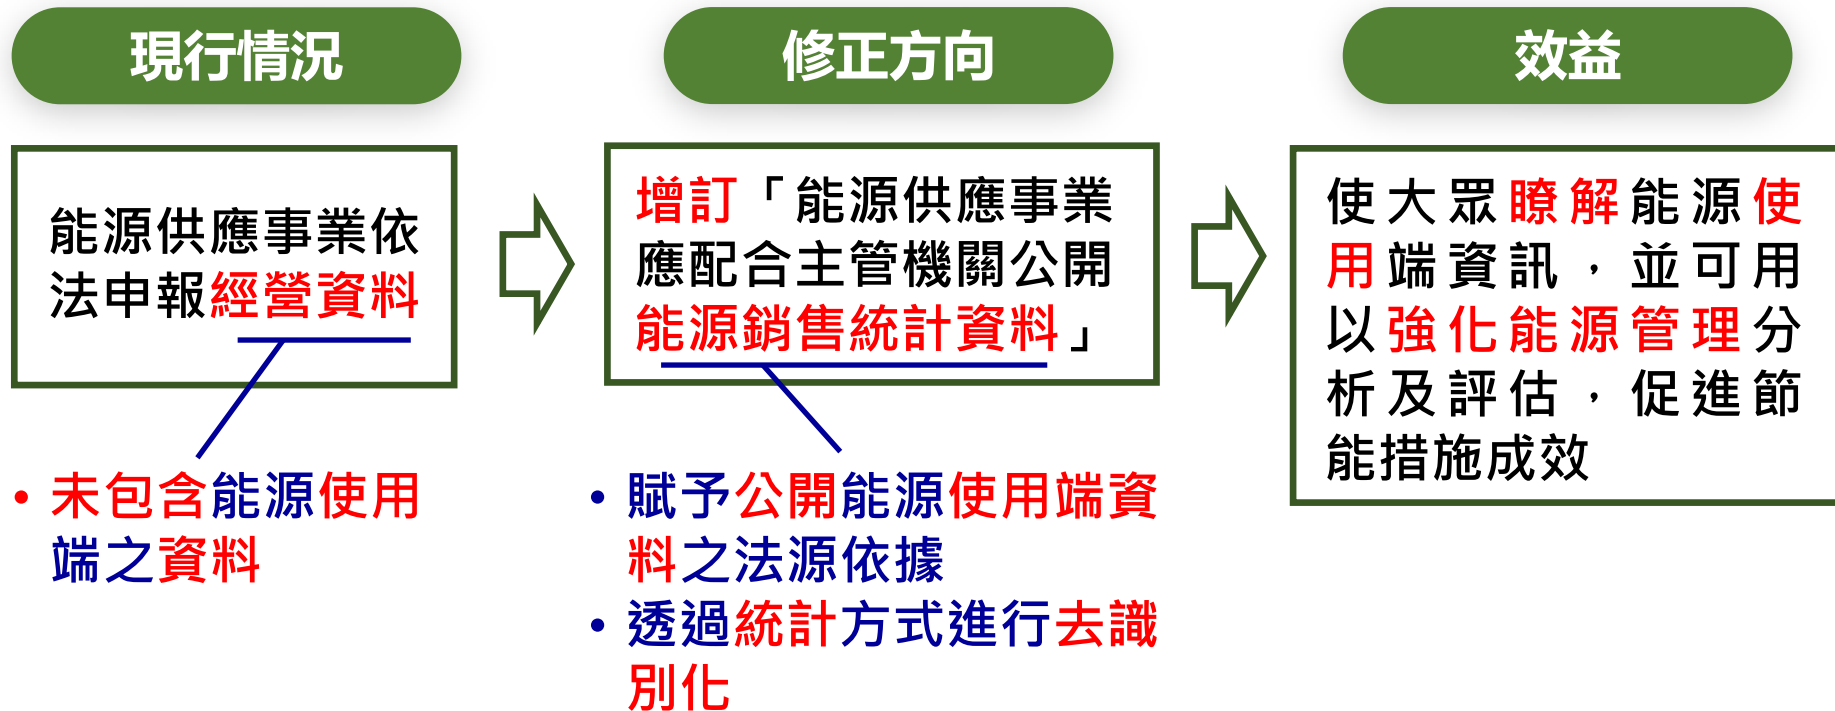 現行情況
能源供應事業依
法申報經營資料
• 未包含能源使用
端之資料
修正方向
增訂「能源供應事業
應配合主管機關公開
能源銷售統計資料」
• 賦予公開能源使用端資
料之法源依據
• 透過統計方式進行去識
別化
效益
使大眾瞭解能源使
用端資訊，並可用
以強化能源管理分
析及評估，促進節
能措施成效